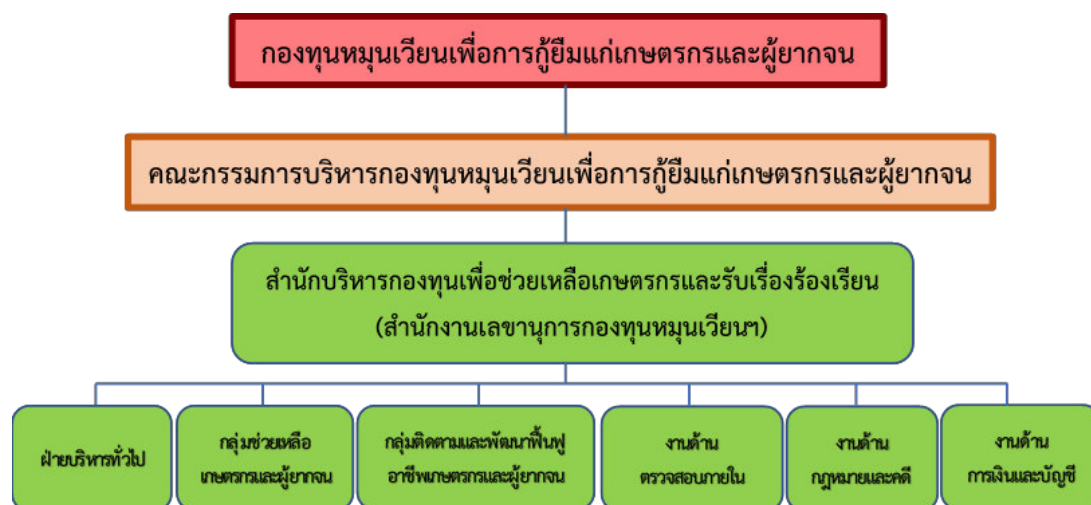 กองทุนหมุนเวียนเพื่อการกู้ยืมแก่เกษตรกรและผู้ยากจน
คณะกรรมการบริหารกองทุนหมุนเวียนเพื่อการกู้ยืมแก่เกษตรกรและผู้ยากจน
สำนักบริหารกองทุนเพื่อช่วยเหลือเกษตรกรและรับเรื่องร้องเรียน
(สำนักงานเลขานุการกองทุนหมุนเวียนฯ)
ฝ่ายบริหารทั่วไป
กลุ่มช่วยเหลือ
เกษตรกรและผู้ยากจน
กลุ่มติดตามและพัฒนาฟื้นฟู
อาชีพเกษตรกรและผู้ยากจน
งานด้าน
ตรวจสอบภายใน
งานด้าน
กฎหมายและคดี
งานด้าน
การเงินและบัญชี